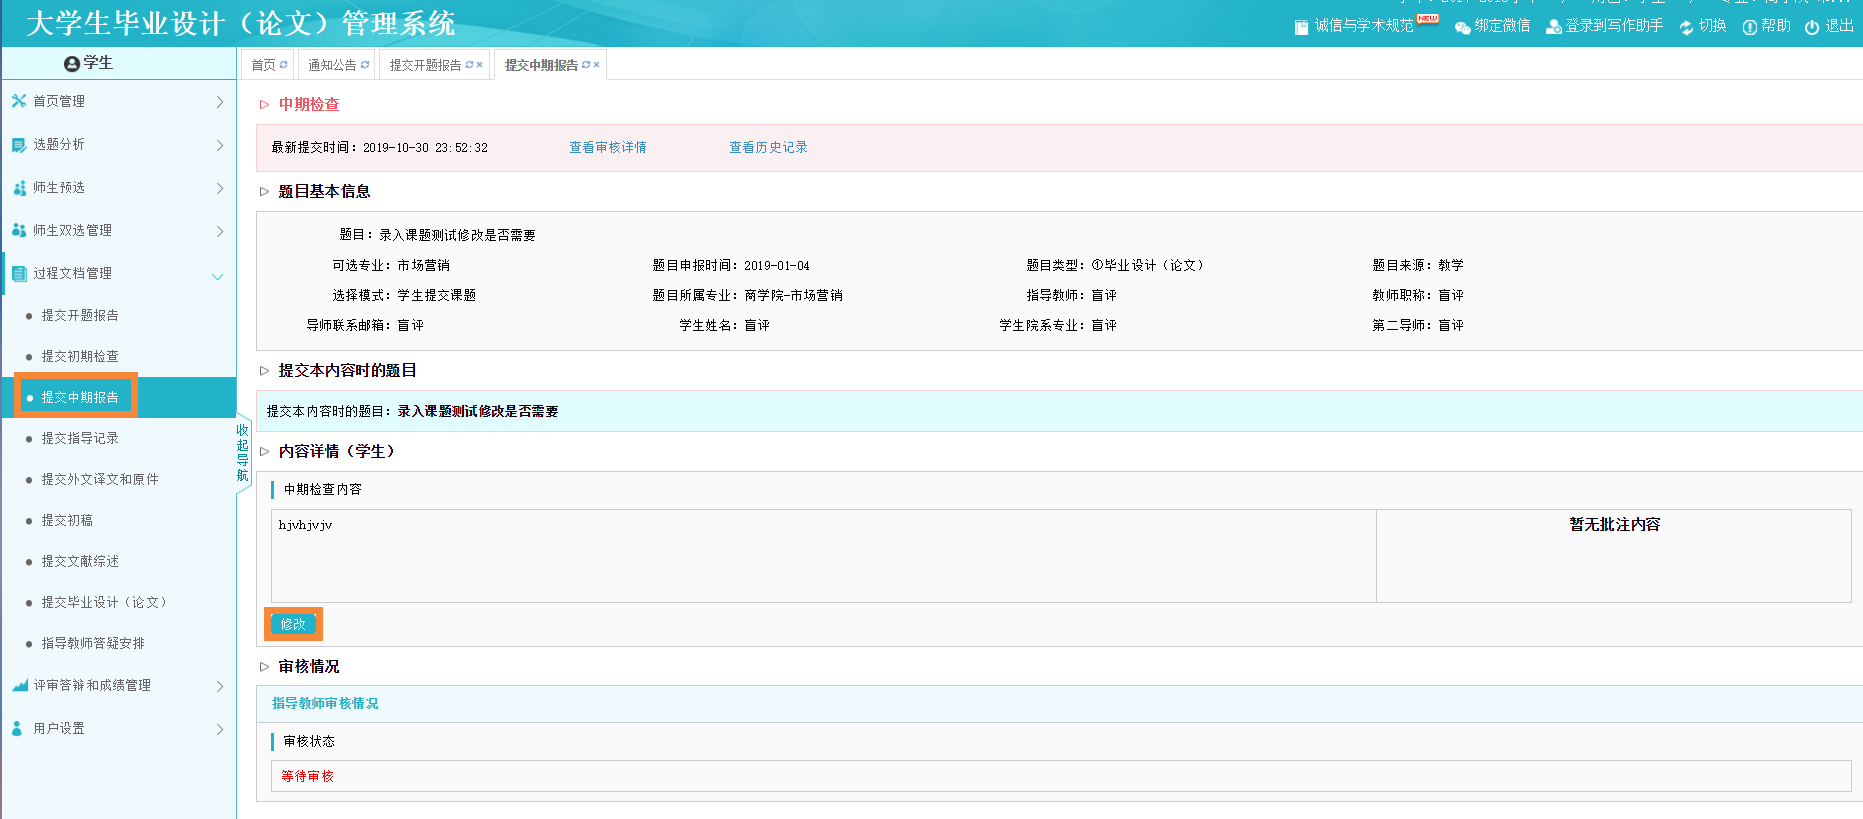 大学生毕业设计（论文）管理系统
诚信与学术规范 NEW 绑定微信 登录到写作助手 切换 帮助 退出
学生
首页 通知公告 提交开题报告 提交中期报告
首页管理
选题分析
师生预选
师生双选管理
过程文档管理
提交开题报告
提交初期检查
提交中期报告
提交指导记录
提交外文译文和原件
提交初稿
提交文献综述
提交毕业设计（论文）
指导教师答疑安排
评审答辩和成绩管理
用户设置
收起导航
中期检查
最新提交时间：2019-10-30 23:52:32 查看审核详情 查看历史记录
题目基本信息
题目：录入课题测试修改是否需要
可选专业：市场营销 题目申报时间：2019-01-04 题目类型：①毕业设计（论文） 题目来源：教学
选择模式：学生提交课题 题目所属专业：商学院-市场营销 指导教师：盲评 教师职称：盲评
导师联系邮箱：盲评 学生姓名：盲评 学生院系专业：盲评 第二导师：盲评
提交本内容时的题目
提交本内容时的题目：录入课题测试修改是否需要
内容详情（学生）
中期检查内容
hjvhjvjv 暂无批注内容
修改
审核情况
指导教师审核情况
审核状态
等待审核